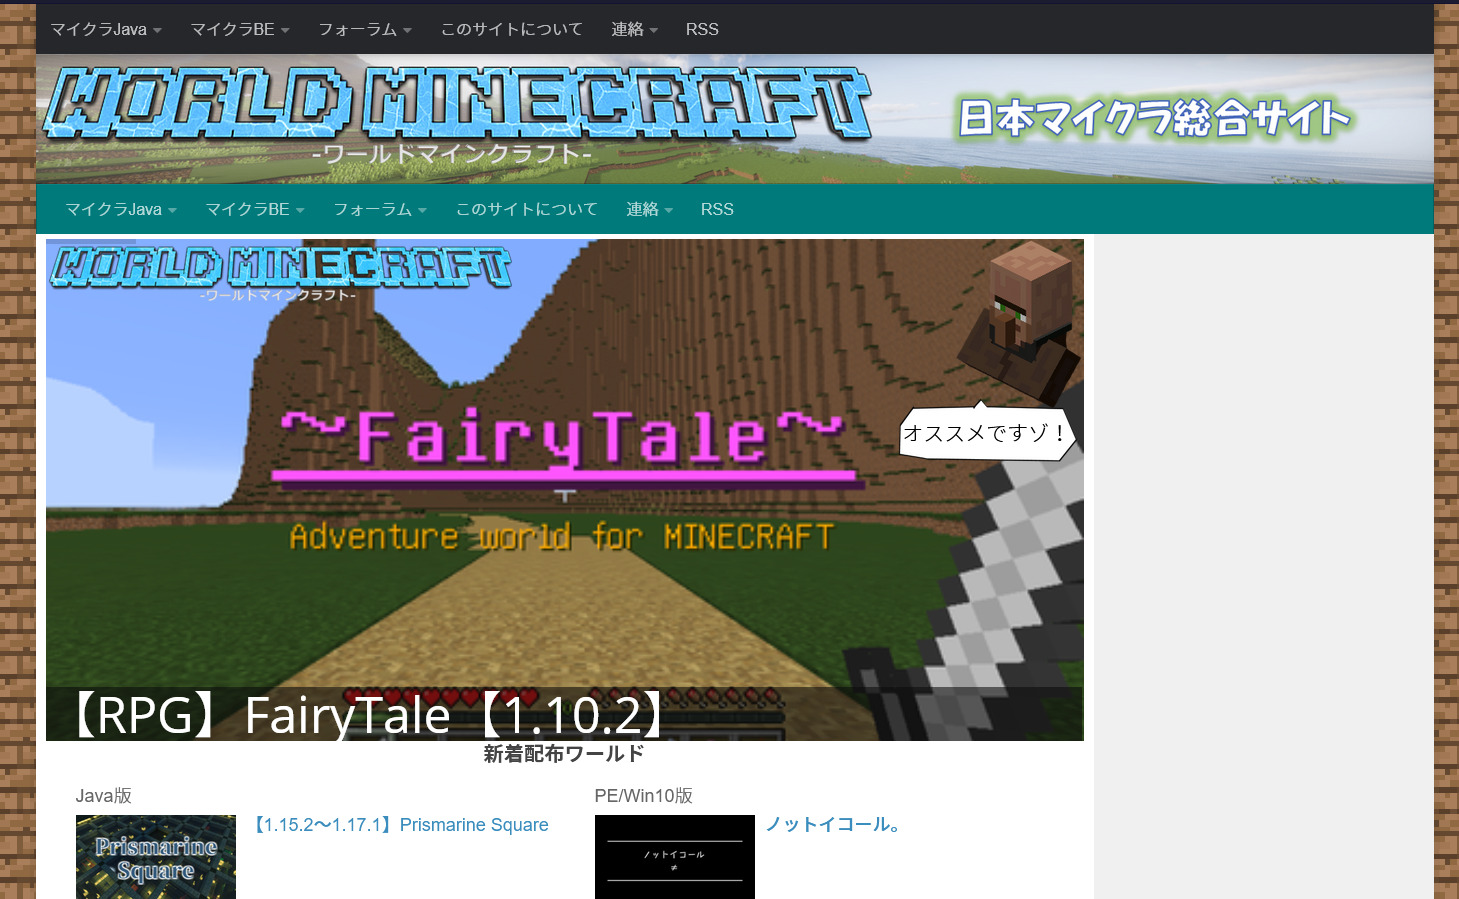 マイクラJava マイクラBE フォーラム このサイトについて 連絡 RSS
WORLD MINECRAFT
-ワールドマインクラフト-
日本マイクラ総合サイト
マイクラJava マイクラBE フォーラム このサイトについて 連絡 RSS
WORLD MINECRAFT
-ワールドマインクラフト-
オススメですゾ！
～FairyTale～
Adventure world for MINECRAFT
【RPG】FairyTale【1.10.2】
新着配布ワールド
Java版
Prismarine
Square
【1.15.2～1.17.1】Prismarine Square
PE/Win10版
ノットイコール
≠
ノットイコール。